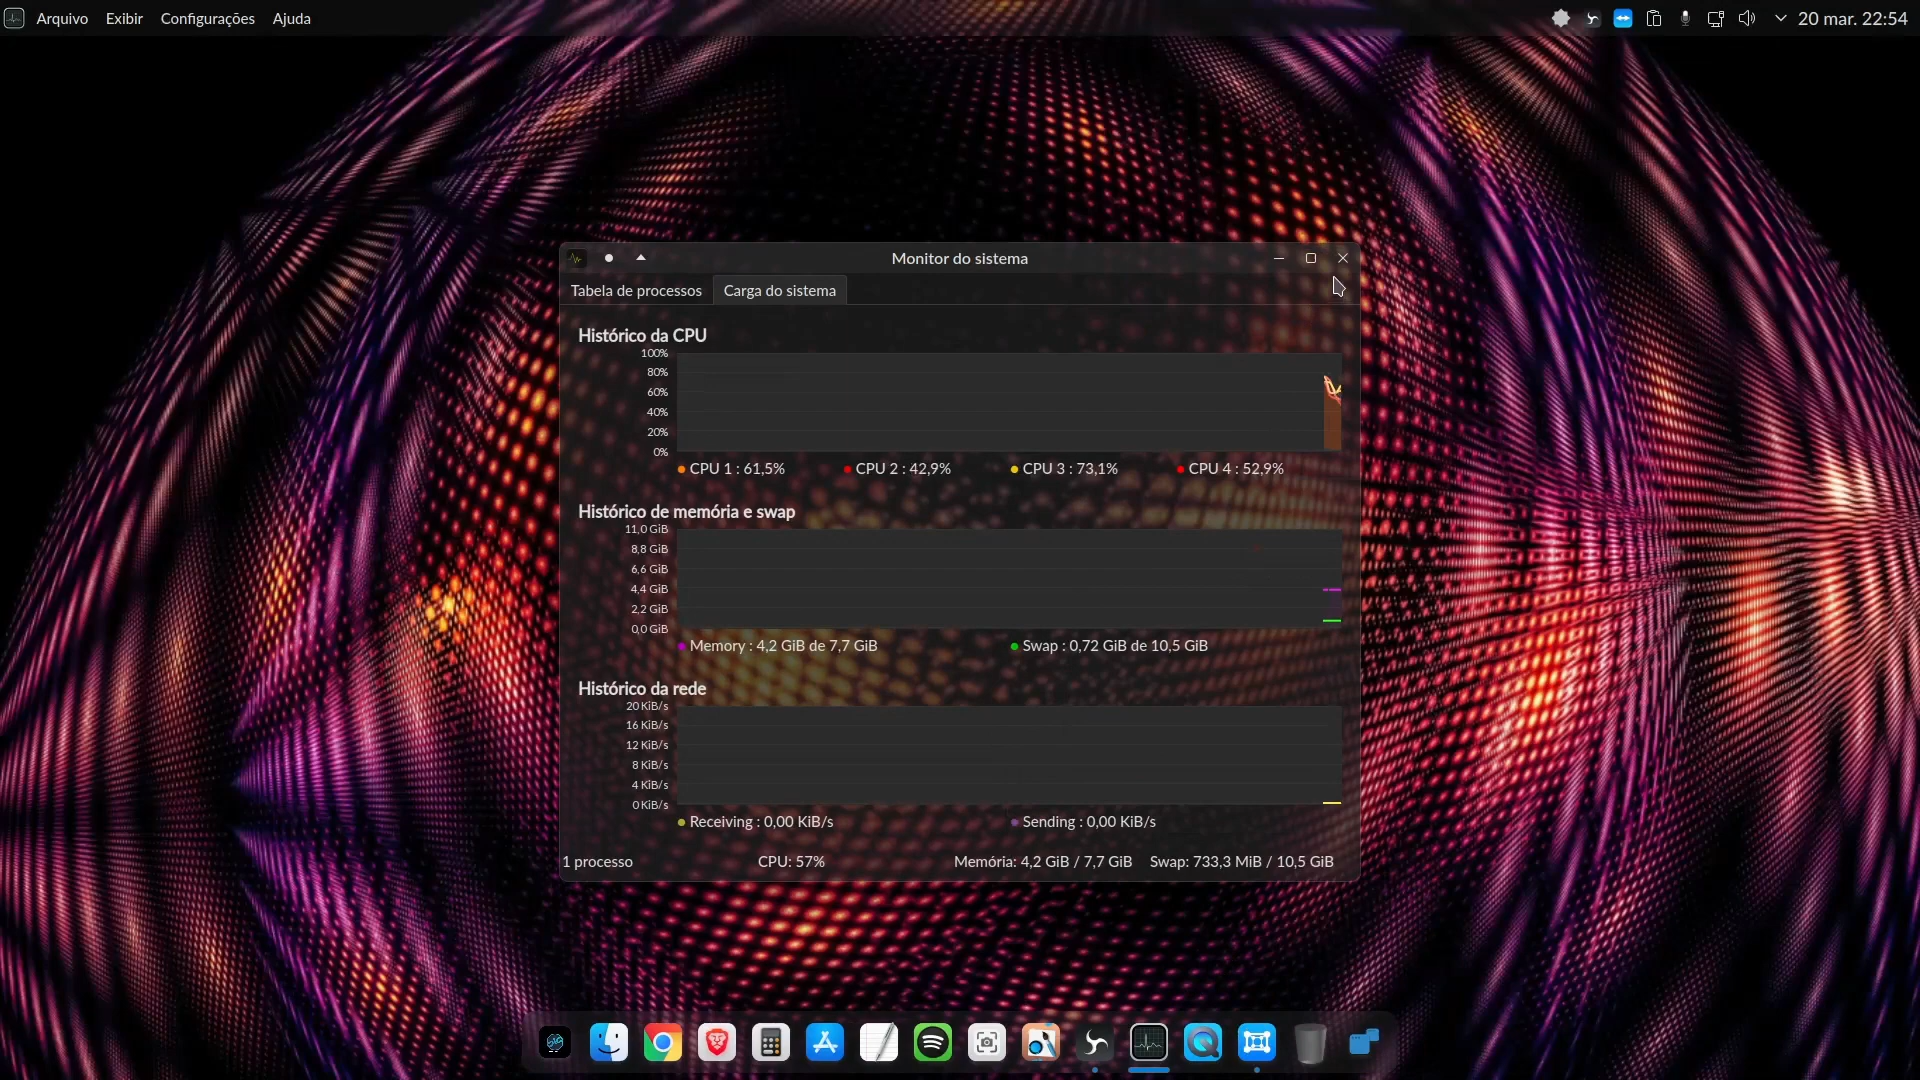 Arquivo Exibir Configurações Ajuda
20 mar. 22:54
Monitor do sistema
Tabela de processos Carga do sistema
Histórico da CPU
100%
80%
60%
40%
20%
0%
CPU 1 : 61,5% CPU 2 : 42,9% CPU 3 : 73,1% CPU 4 : 52,9%
Histórico de memória e swap
11,0 GiB
8,8 GiB
6,6 GiB
4,4 GiB
2,2 GiB
0,0 GiB
Memory : 4,2 GiB de 7,7 GiB Swap : 0,72 GiB de 10,5 GiB
Histórico da rede
20 KiB/s
16 KiB/s
12 KiB/s
8 KiB/s
4 KiB/s
0 KiB/s
Receiving : 0,00 KiB/s Sending : 0,00 KiB/s
1 processo CPU: 57% Memória: 4,2 GiB / 7,7 GiB Swap: 733,3 MiB / 10,5 GiB